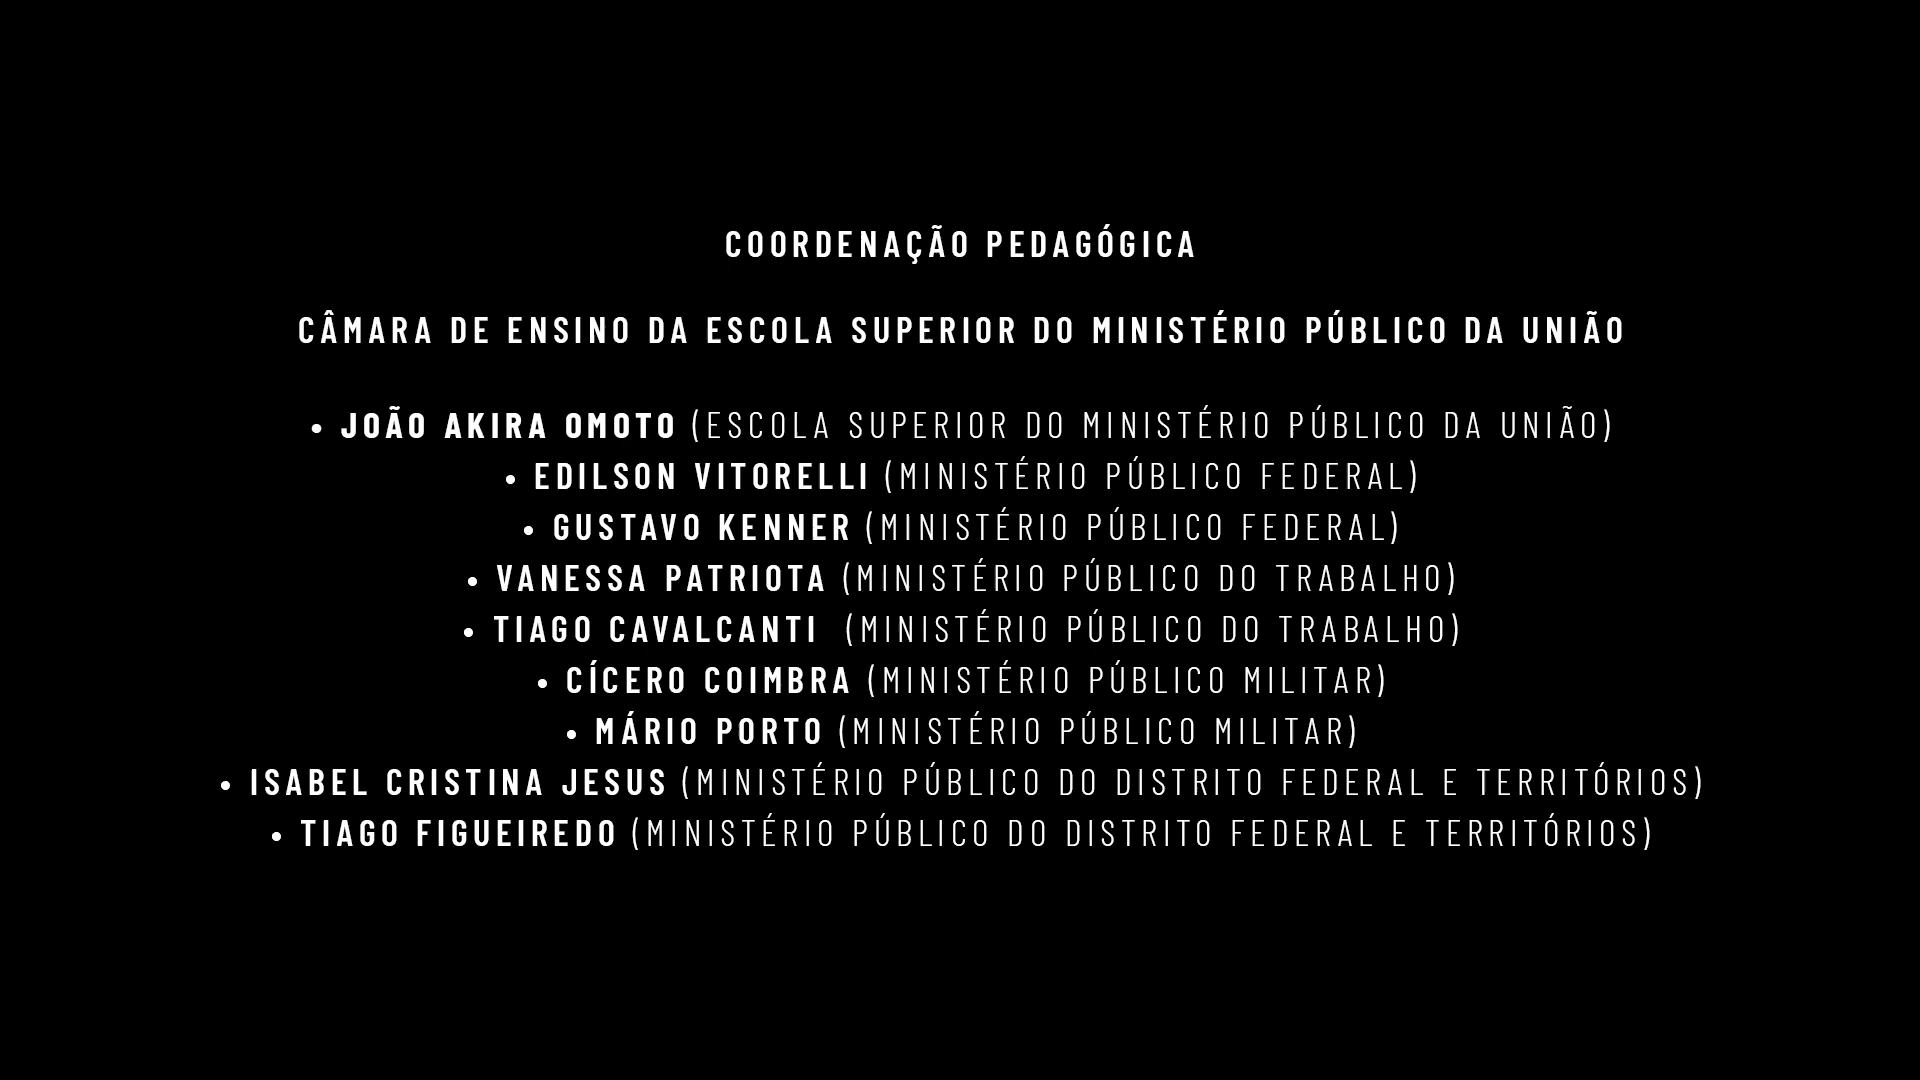 COORDENAÇÃO PEDAGÓGICA
CÂMARA DE ENSINO DA ESCOLA SUPERIOR DO MINISTÉRIO PÚBLICO DA UNIÃO
• JOÃO AKIRA OMOTO (ESCOLA SUPERIOR DO MINISTÉRIO PÚBLICO DA UNIÃO)
• EDILSON VITORELLI (MINISTÉRIO PÚBLICO FEDERAL)
• GUSTAVO KENNER (MINISTÉRIO PÚBLICO FEDERAL)
• VANESSA PATRIOTA (MINISTÉRIO PÚBLICO DO TRABALHO)
• TIAGO CAVALCANTI (MINISTÉRIO PÚBLICO DO TRABALHO)
• CÍCERO COIMBRA (MINISTÉRIO PÚBLICO MILITAR)
• MÁRIO PORTO (MINISTÉRIO PÚBLICO MILITAR)
• ISABEL CRISTINA JESUS (MINISTÉRIO PÚBLICO DO DISTRITO FEDERAL E TERRITÓRIOS)
• TIAGO FIGUEIREDO (MINISTÉRIO PÚBLICO DO DISTRITO FEDERAL E TERRITÓRIOS)